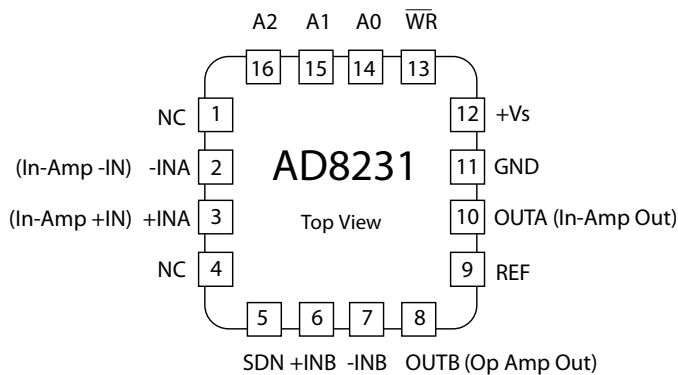 A2 A1 A0 WR
16 15 14 13
NC 1 12 +Vs
(In-Amp -IN) -INA 2 AD8231 11 GND
(In-Amp +IN) +INA 3 Top View 10 OUTA (In-Amp Out)
NC 4 9 REF
5 6 7 8
SDN +INB -INB OUTB (Op Amp Out)